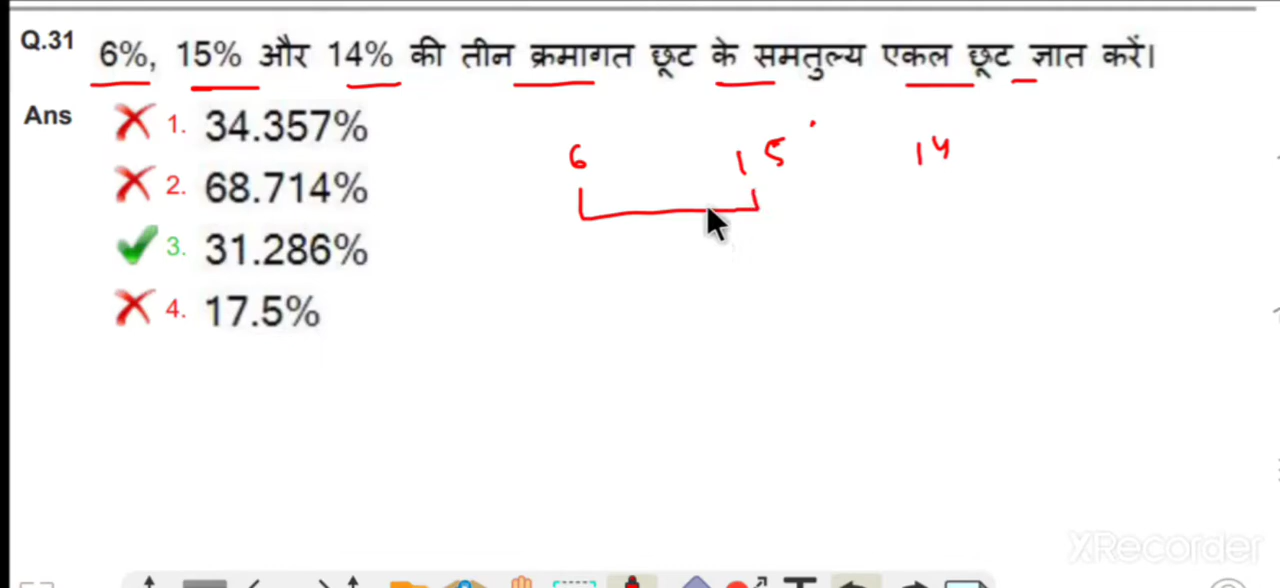 Q.31 6%, 15% और 14% की तीन क्रमागत छूट के समतुल्य एकल छूट ज्ञात करें।
Ans 1. 34.357%
2. 68.714%
3. 31.286%
4. 17.5%
6 15 14
XRecorder